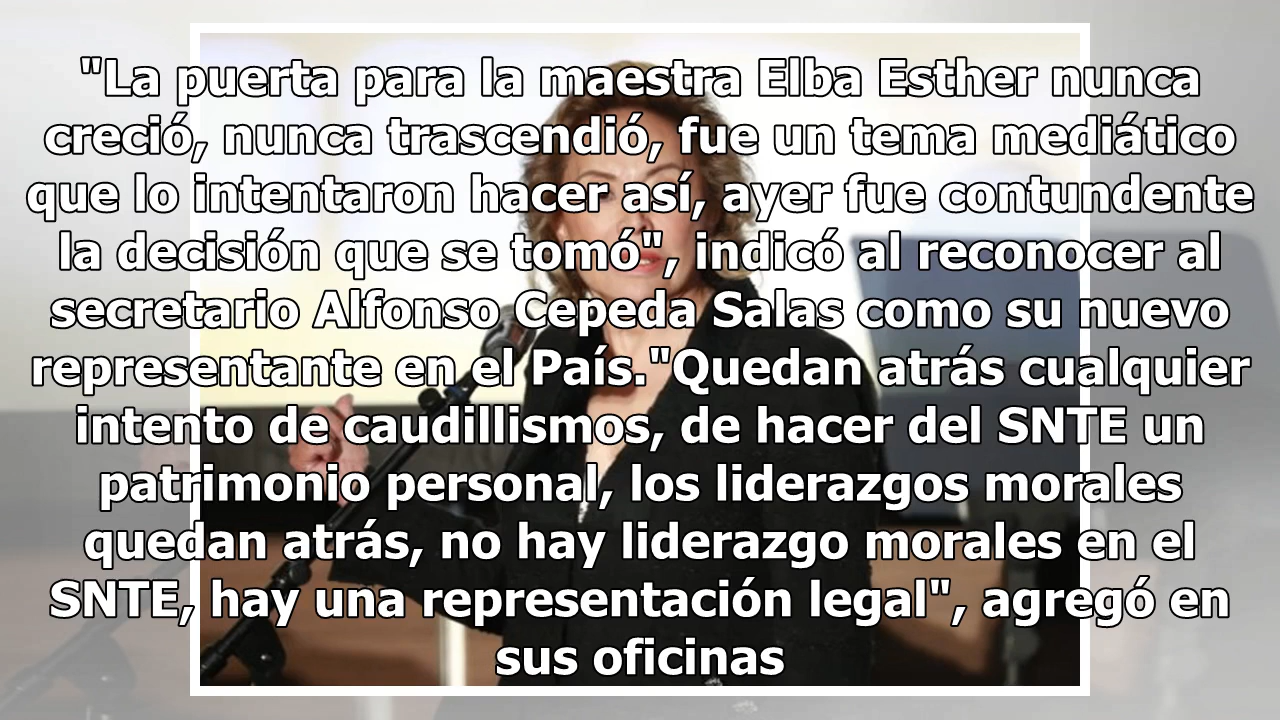 "La puerta para la maestra Elba Esther nunca
creció, nunca trascendió, fue un tema mediático
que lo intentaron hacer así, ayer fue contundente
la decisión que se tomó", indicó al reconocer al
secretario Alfonso Cepeda Salas como su nuevo
representante en el País."Quedan atrás cualquier
intento de caudillismos, de hacer del SNTE un
patrimonio personal, los liderazgos morales
quedan atrás, no hay liderazgo morales en el
SNTE, hay una representación legal", agregó en
sus oficinas